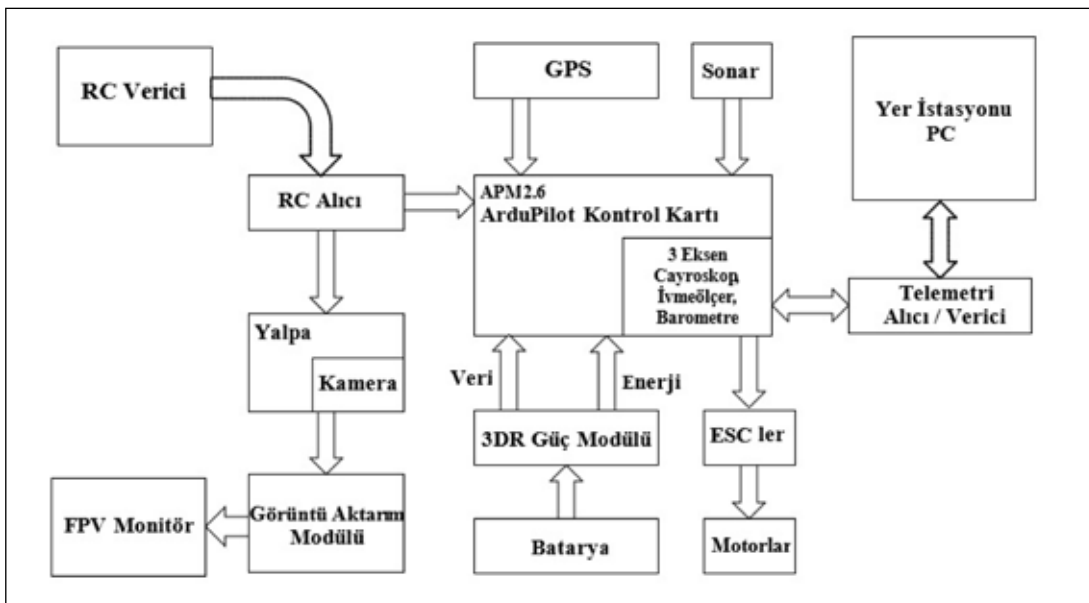 RC Verici
GPS
Sonar
Yer İstasyonu
PC
RC Alıcı
APM2.6
ArduPilot Kontrol Kartı
3 Eksen
Cayroskop,
İvmeölçer,
Barometre
Telemetri
Alıcı / Verici
Yalpa
Kamera
Veri
Enerji
3DR Güç Modülü
ESC ler
FPV Monitör
Görüntü Aktarım
Modülü
Batarya
Motorlar